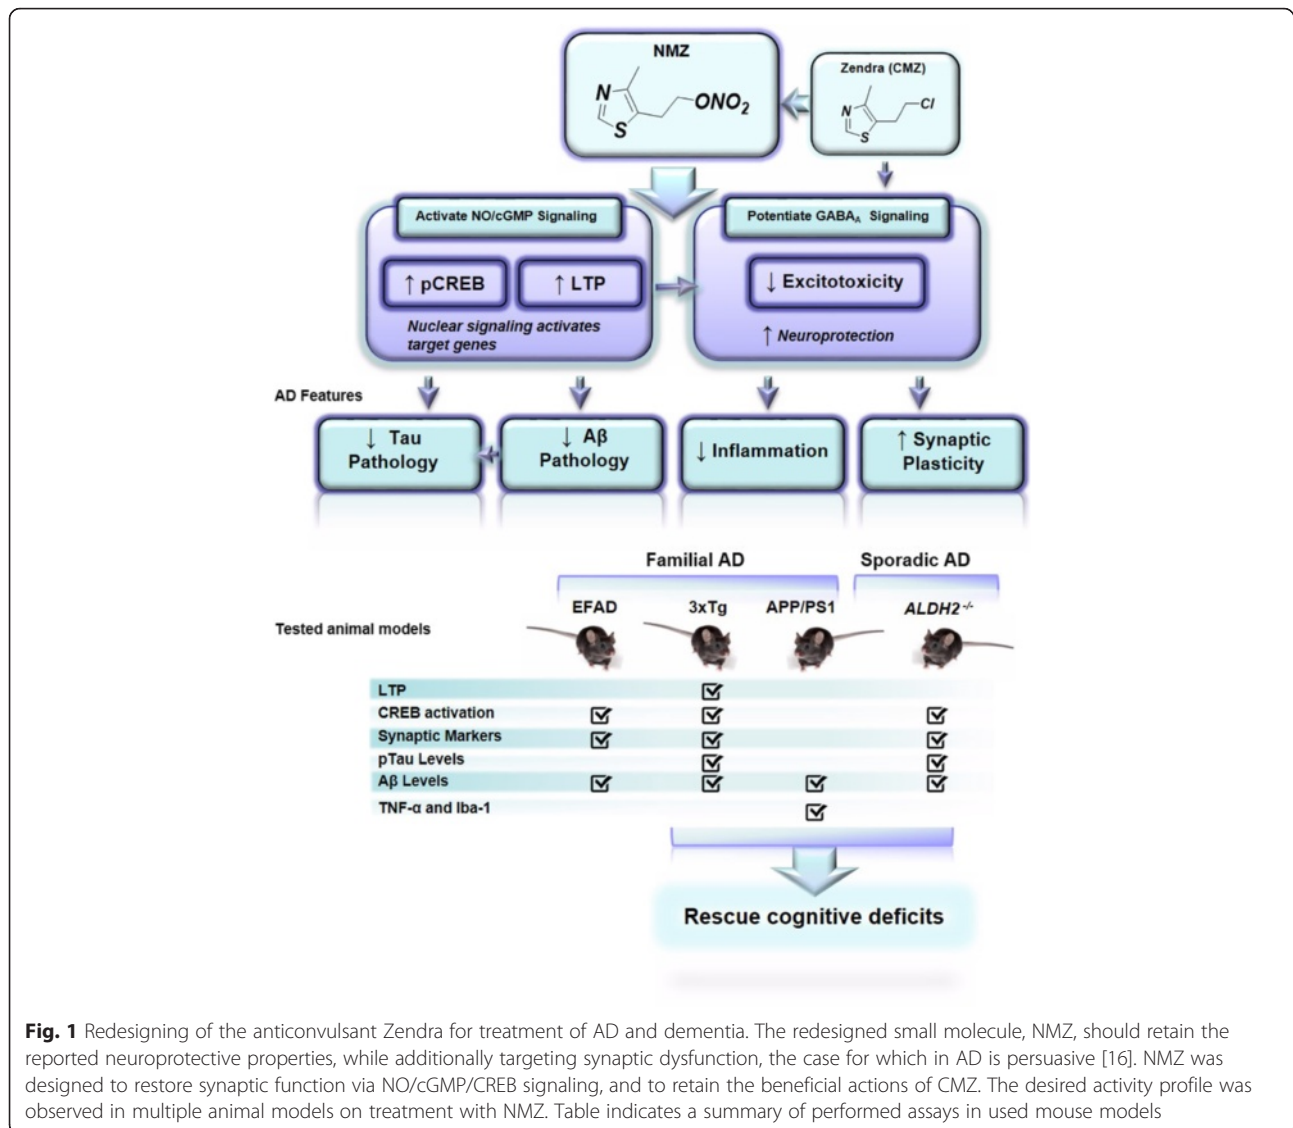 NMZ
N
S
ONO2
Zendra (CMZ)
N
S
Cl
Activate NO/cGMP Signaling
Potentiate GABAA Signaling
↑ pCREB
↑ LTP
↓ Excitotoxicity
Nuclear signaling activates
target genes
↑ Neuroprotection
AD Features
↓ Tau
Pathology
↓ Aβ
Pathology
↓ Inflammation
↑ Synaptic
Plasticity
Familial AD
Sporadic AD
EFAD
3xTg
APP/PS1
ALDH2-/-
Tested animal models
LTP
CREB activation
Synaptic Markers
pTau Levels
Aβ Levels
TNF-α and Iba-1
Rescue cognitive deficits
Fig. 1 Redesigning of the anticonvulsant Zendra for treatment of AD and dementia. The redesigned small molecule, NMZ, should retain the
reported neuroprotective properties, while additionally targeting synaptic dysfunction, the case for which in AD is persuasive [16]. NMZ was
designed to restore synaptic function via NO/cGMP/CREB signaling, and to retain the beneficial actions of CMZ. The desired activity profile was
observed in multiple animal models on treatment with NMZ. Table indicates a summary of performed assays in used mouse models